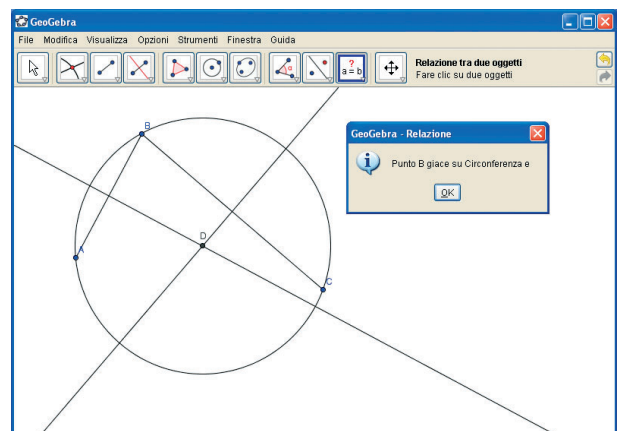 GeoGebra
File Modifica Visualizza Opzioni Strumenti Finestra Guida
α
?
a = b
Relazione tra due oggetti
Fare clic su due oggetti
B
GeoGebra - Relazione
Punto B giace su Circonferenza e
OK
D
A
C